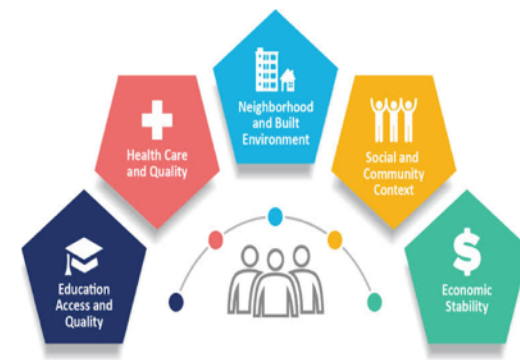 Neighborhood
and Built
Environment
Health Care
and Quality
Social and
Community
Context
Education
Access and
Quality
$
Economic
Stability